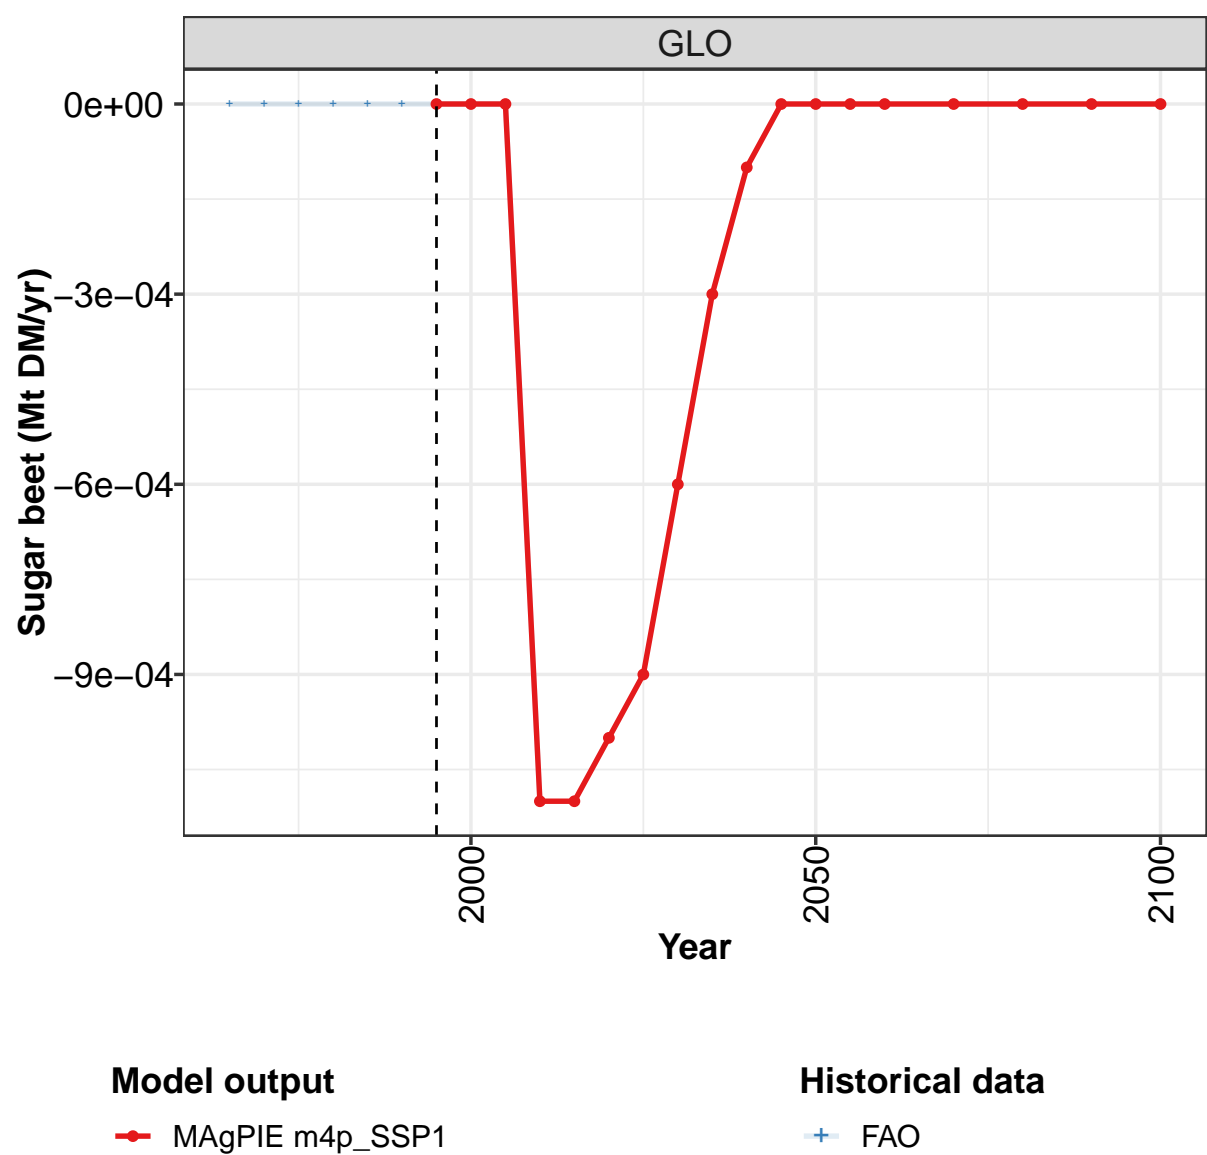 GLO
0e+00
−3e−04
−6e−04
−9e−04
Sugar beet (Mt DM/yr)
2000
2050
2100
Year
Model output
MAgPIE m4p_SSP1
Historical data
FAO